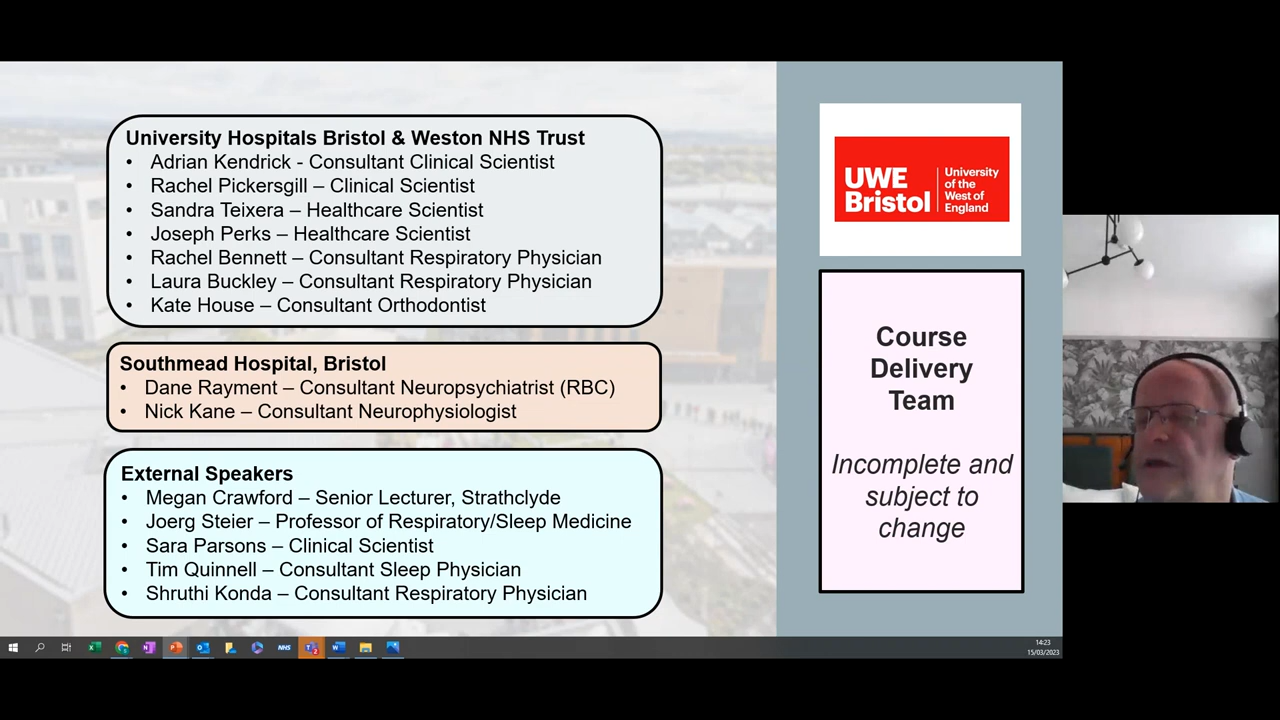 University Hospitals Bristol & Weston NHS Trust
• Adrian Kendrick - Consultant Clinical Scientist
• Rachel Pickersgill – Clinical Scientist
• Sandra Teixera – Healthcare Scientist
• Joseph Perks – Healthcare Scientist
• Rachel Bennett – Consultant Respiratory Physician
• Laura Buckley – Consultant Respiratory Physician
• Kate House – Consultant Orthodontist
Southmead Hospital, Bristol
• Dane Rayment – Consultant Neuropsychiatrist (RBC)
• Nick Kane – Consultant Neurophysiologist
External Speakers
• Megan Crawford – Senior Lecturer, Strathclyde
• Joerg Steier – Professor of Respiratory/Sleep Medicine
• Sara Parsons – Clinical Scientist
• Tim Quinnell – Consultant Sleep Physician
• Shruthi Konda – Consultant Respiratory Physician
UWE
Bristol
University
of the
West of
England
Course
Delivery
Team
Incomplete and
subject to
change
NHS
14:23
15/03/2023